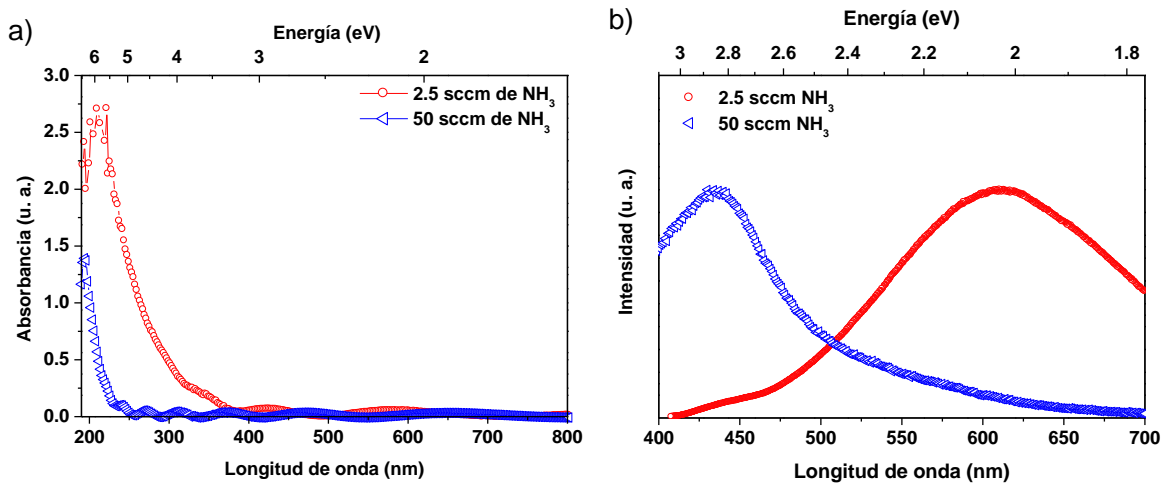 a)
Energía (eV)
6 5 4 3 2
3.0
2.5
2.0
1.5
1.0
0.5
0.0
Absorbancia (u. a.)
2.5 sccm de NH₃
50 sccm de NH₃
200 300 400 500 600 700 800
Longitud de onda (nm)
b)
Energía (eV)
3 2.8 2.6 2.4 2.2 2 1.8
Intensidad (u. a.)
2.5 sccm NH₃
50 sccm NH₃
400 450 500 550 600 650 700
Longitud de onda (nm)